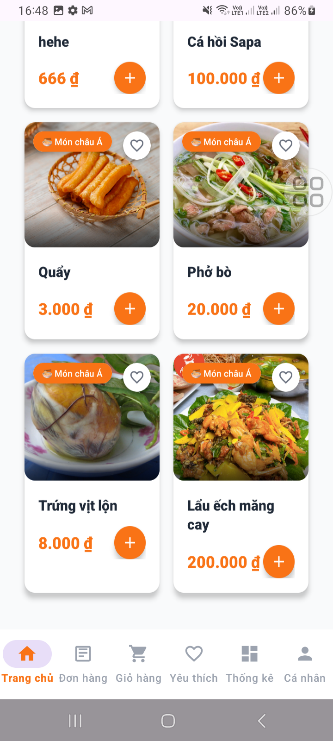 16:48
86%
hehe
Cá hồi Sapa
666 ₫
+
100.000 ₫
+
Món châu Á
Món châu Á
Quẩy
Phở bò
3.000 ₫
+
20.000 ₫
+
Món châu Á
Món châu Á
Trứng vịt lộn
Lẩu ếch măng
cay
8.000 ₫
+
200.000 ₫
+
Trang chủ
Đơn hàng
Giỏ hàng
Yêu thích
Thống kê
Cá nhân